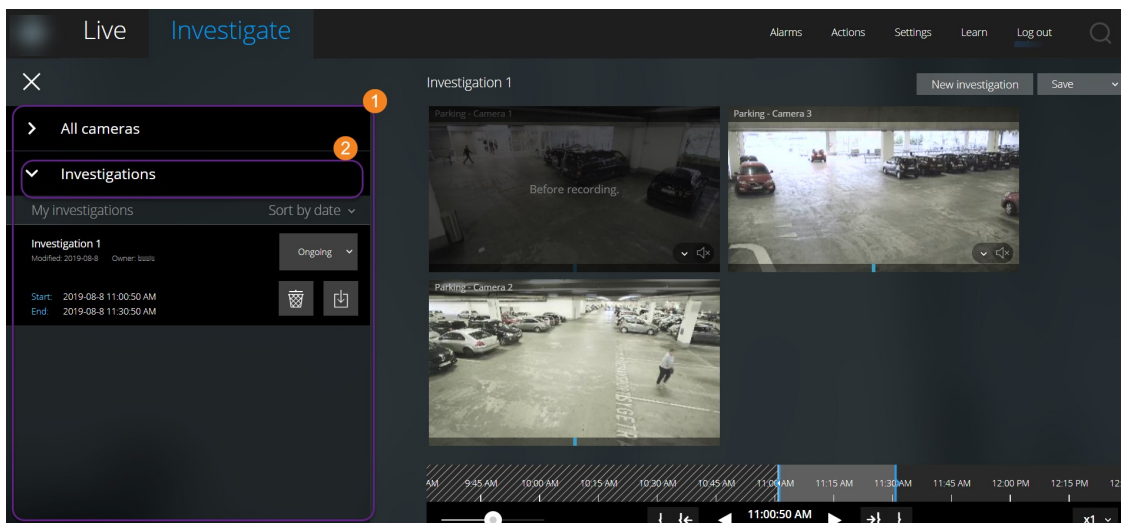 Live
Investigate
Alarms
Actions
Settings
Learn
Log out
Investigation 1
New investigation
Save
1
All cameras
2
Investigations
My investigations
Sort by date
Investigation 1
Modified: 2019-08-8 Owner:
Ongoing
Start: 2019-08-8 11:00:50 AM
End: 2019-08-8 11:30:50 AM
Parking - Camera 1
Before recording.
Parking - Camera 3
Parking - Camera 2
AM 9:45 AM 10:00 AM 10:15 AM 10:30 AM 10:45 AM 11:00 AM 11:15 AM 11:30 AM 11:45 AM 12:00 PM 12:15 PM 12:
11:00:50 AM
x1